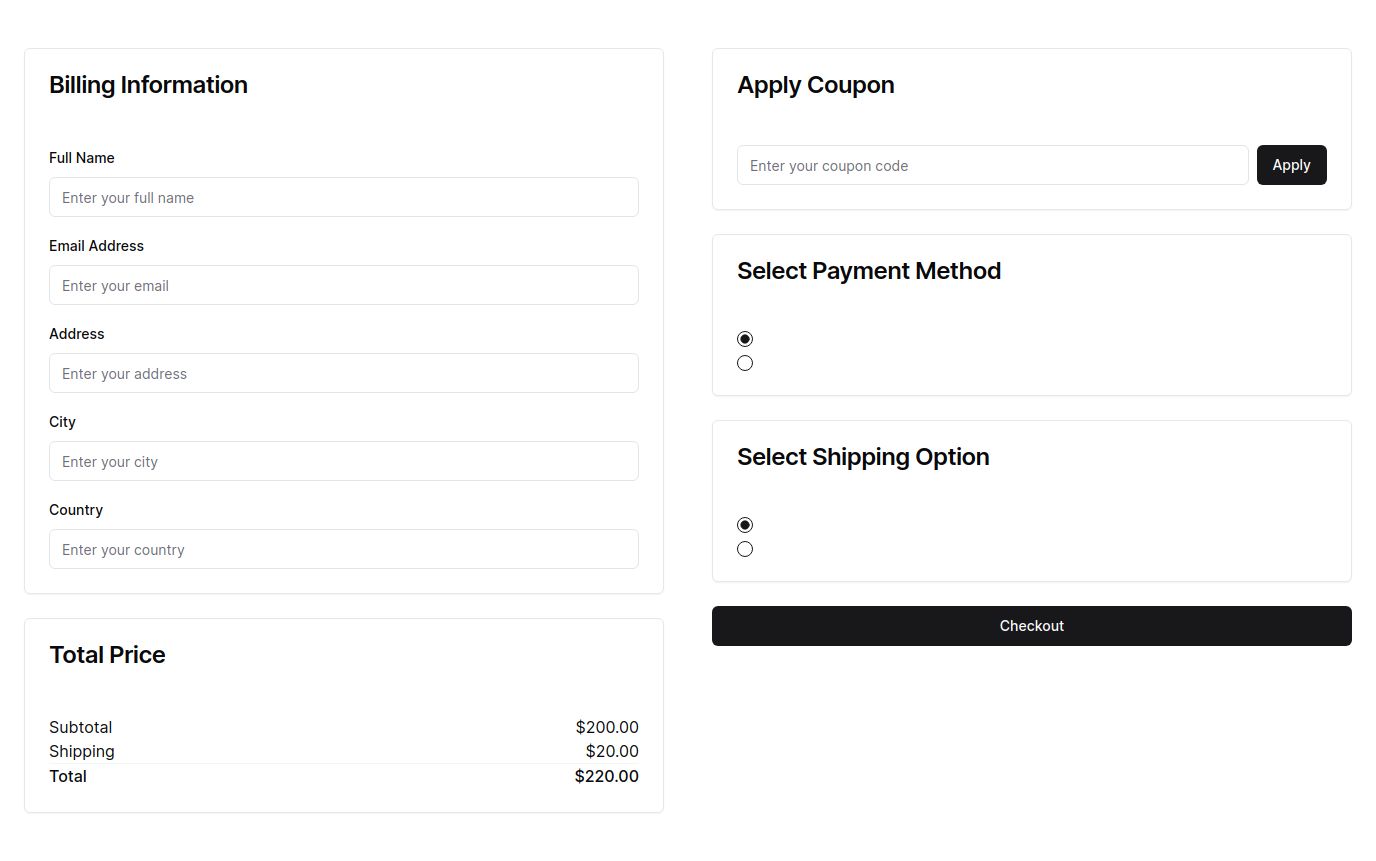 Billing Information
Full Name
Enter your full name
Email Address
Enter your email
Address
Enter your address
City
Enter your city
Country
Enter your country
Total Price
Subtotal $200.00
Shipping $20.00
Total $220.00
Apply Coupon
Enter your coupon code Apply
Select Payment Method
Select Shipping Option
Checkout